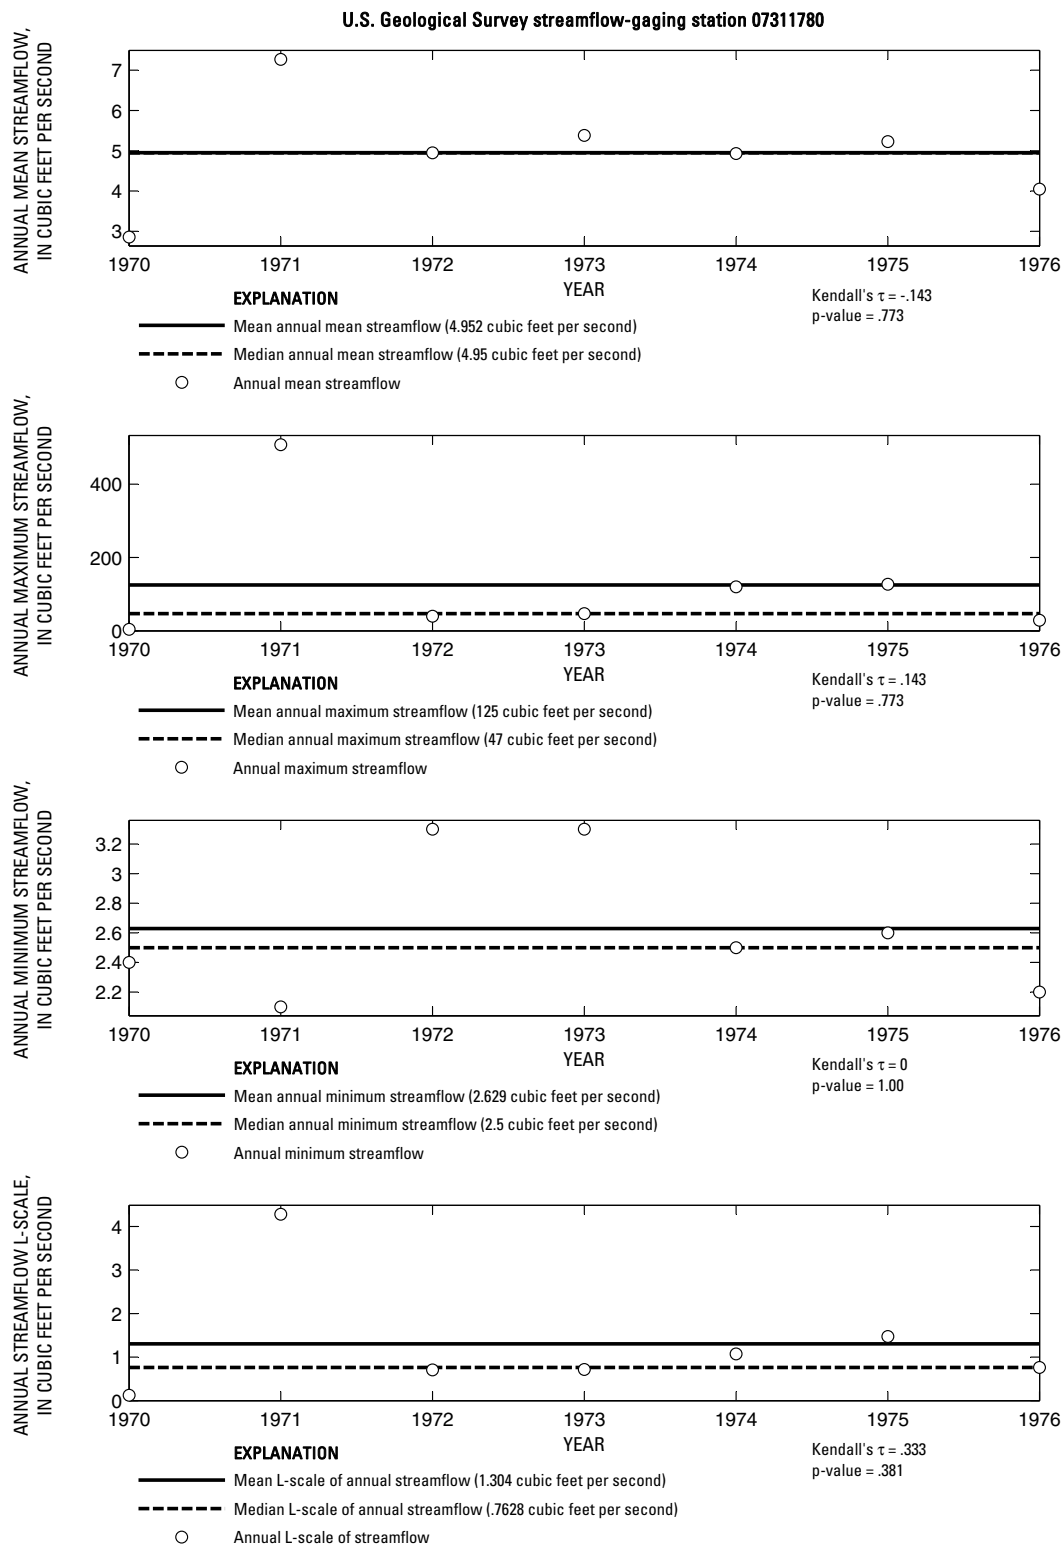 U.S. Geological Survey streamflow-gaging station 07311780
ANNUAL MEAN STREAMFLOW,
IN CUBIC FEET PER SECOND
7
6
5
4
3
1970 1971 1972 1973 1974 1975 1976
YEAR
Kendall's τ = -.143
p-value = .773
EXPLANATION
Mean annual mean streamflow (4.952 cubic feet per second)
Median annual mean streamflow (4.95 cubic feet per second)
Annual mean streamflow
ANNUAL MAXIMUM STREAMFLOW,
IN CUBIC FEET PER SECOND
400
200
0
1970 1971 1972 1973 1974 1975 1976
YEAR
Kendall's τ = .143
p-value = .773
EXPLANATION
Mean annual maximum streamflow (125 cubic feet per second)
Median annual maximum streamflow (47 cubic feet per second)
Annual maximum streamflow
ANNUAL MINIMUM STREAMFLOW,
IN CUBIC FEET PER SECOND
3.2
3
2.8
2.6
2.4
2.2
1970 1971 1972 1973 1974 1975 1976
YEAR
Kendall's τ = 0
p-value = 1.00
EXPLANATION
Mean annual minimum streamflow (2.629 cubic feet per second)
Median annual minimum streamflow (2.5 cubic feet per second)
Annual minimum streamflow
ANNUAL STREAMFLOW L-SCALE,
IN CUBIC FEET PER SECOND
4
3
2
1
0
1970 1971 1972 1973 1974 1975 1976
YEAR
Kendall's τ = .333
p-value = .381
EXPLANATION
Mean L-scale of annual streamflow (1.304 cubic feet per second)
Median L-scale of annual streamflow (.7628 cubic feet per second)
Annual L-scale of streamflow